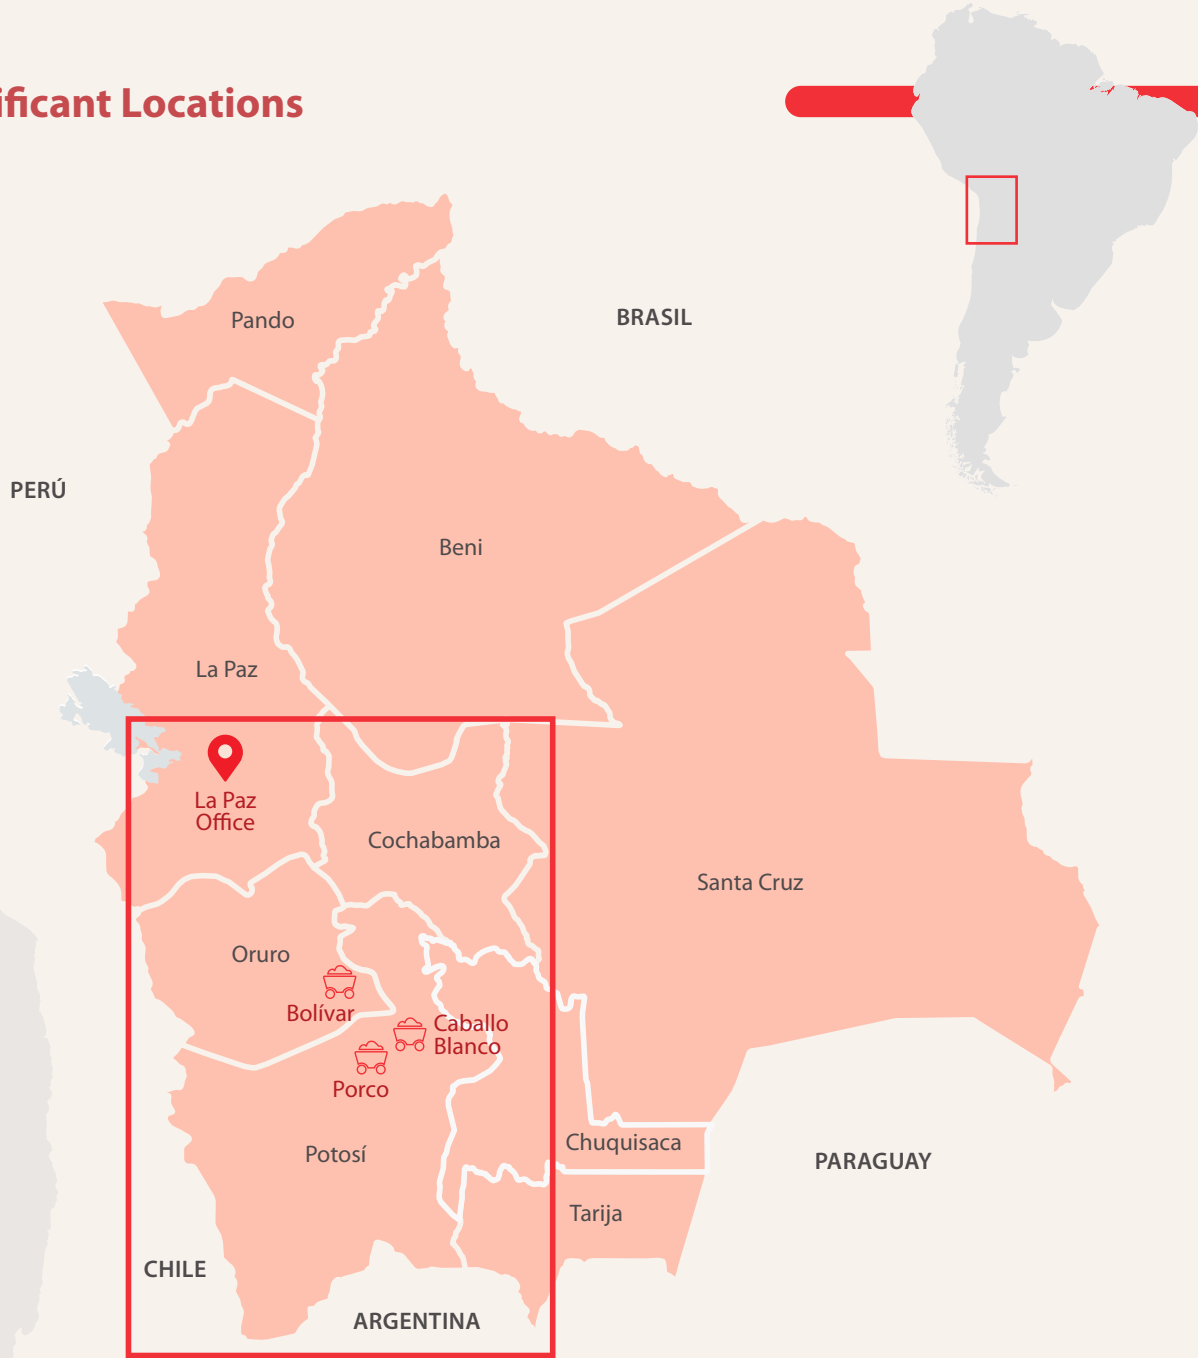 ificant Locations
Pando
BRASIL
PERÚ
Beni
La Paz
La Paz
Office
Cochabamba
Santa Cruz
Oruro
Bolívar
Caballo
Blanco
Porco
Potosí
Chuquisaca
PARAGUAY
Tarija
CHILE
ARGENTINA